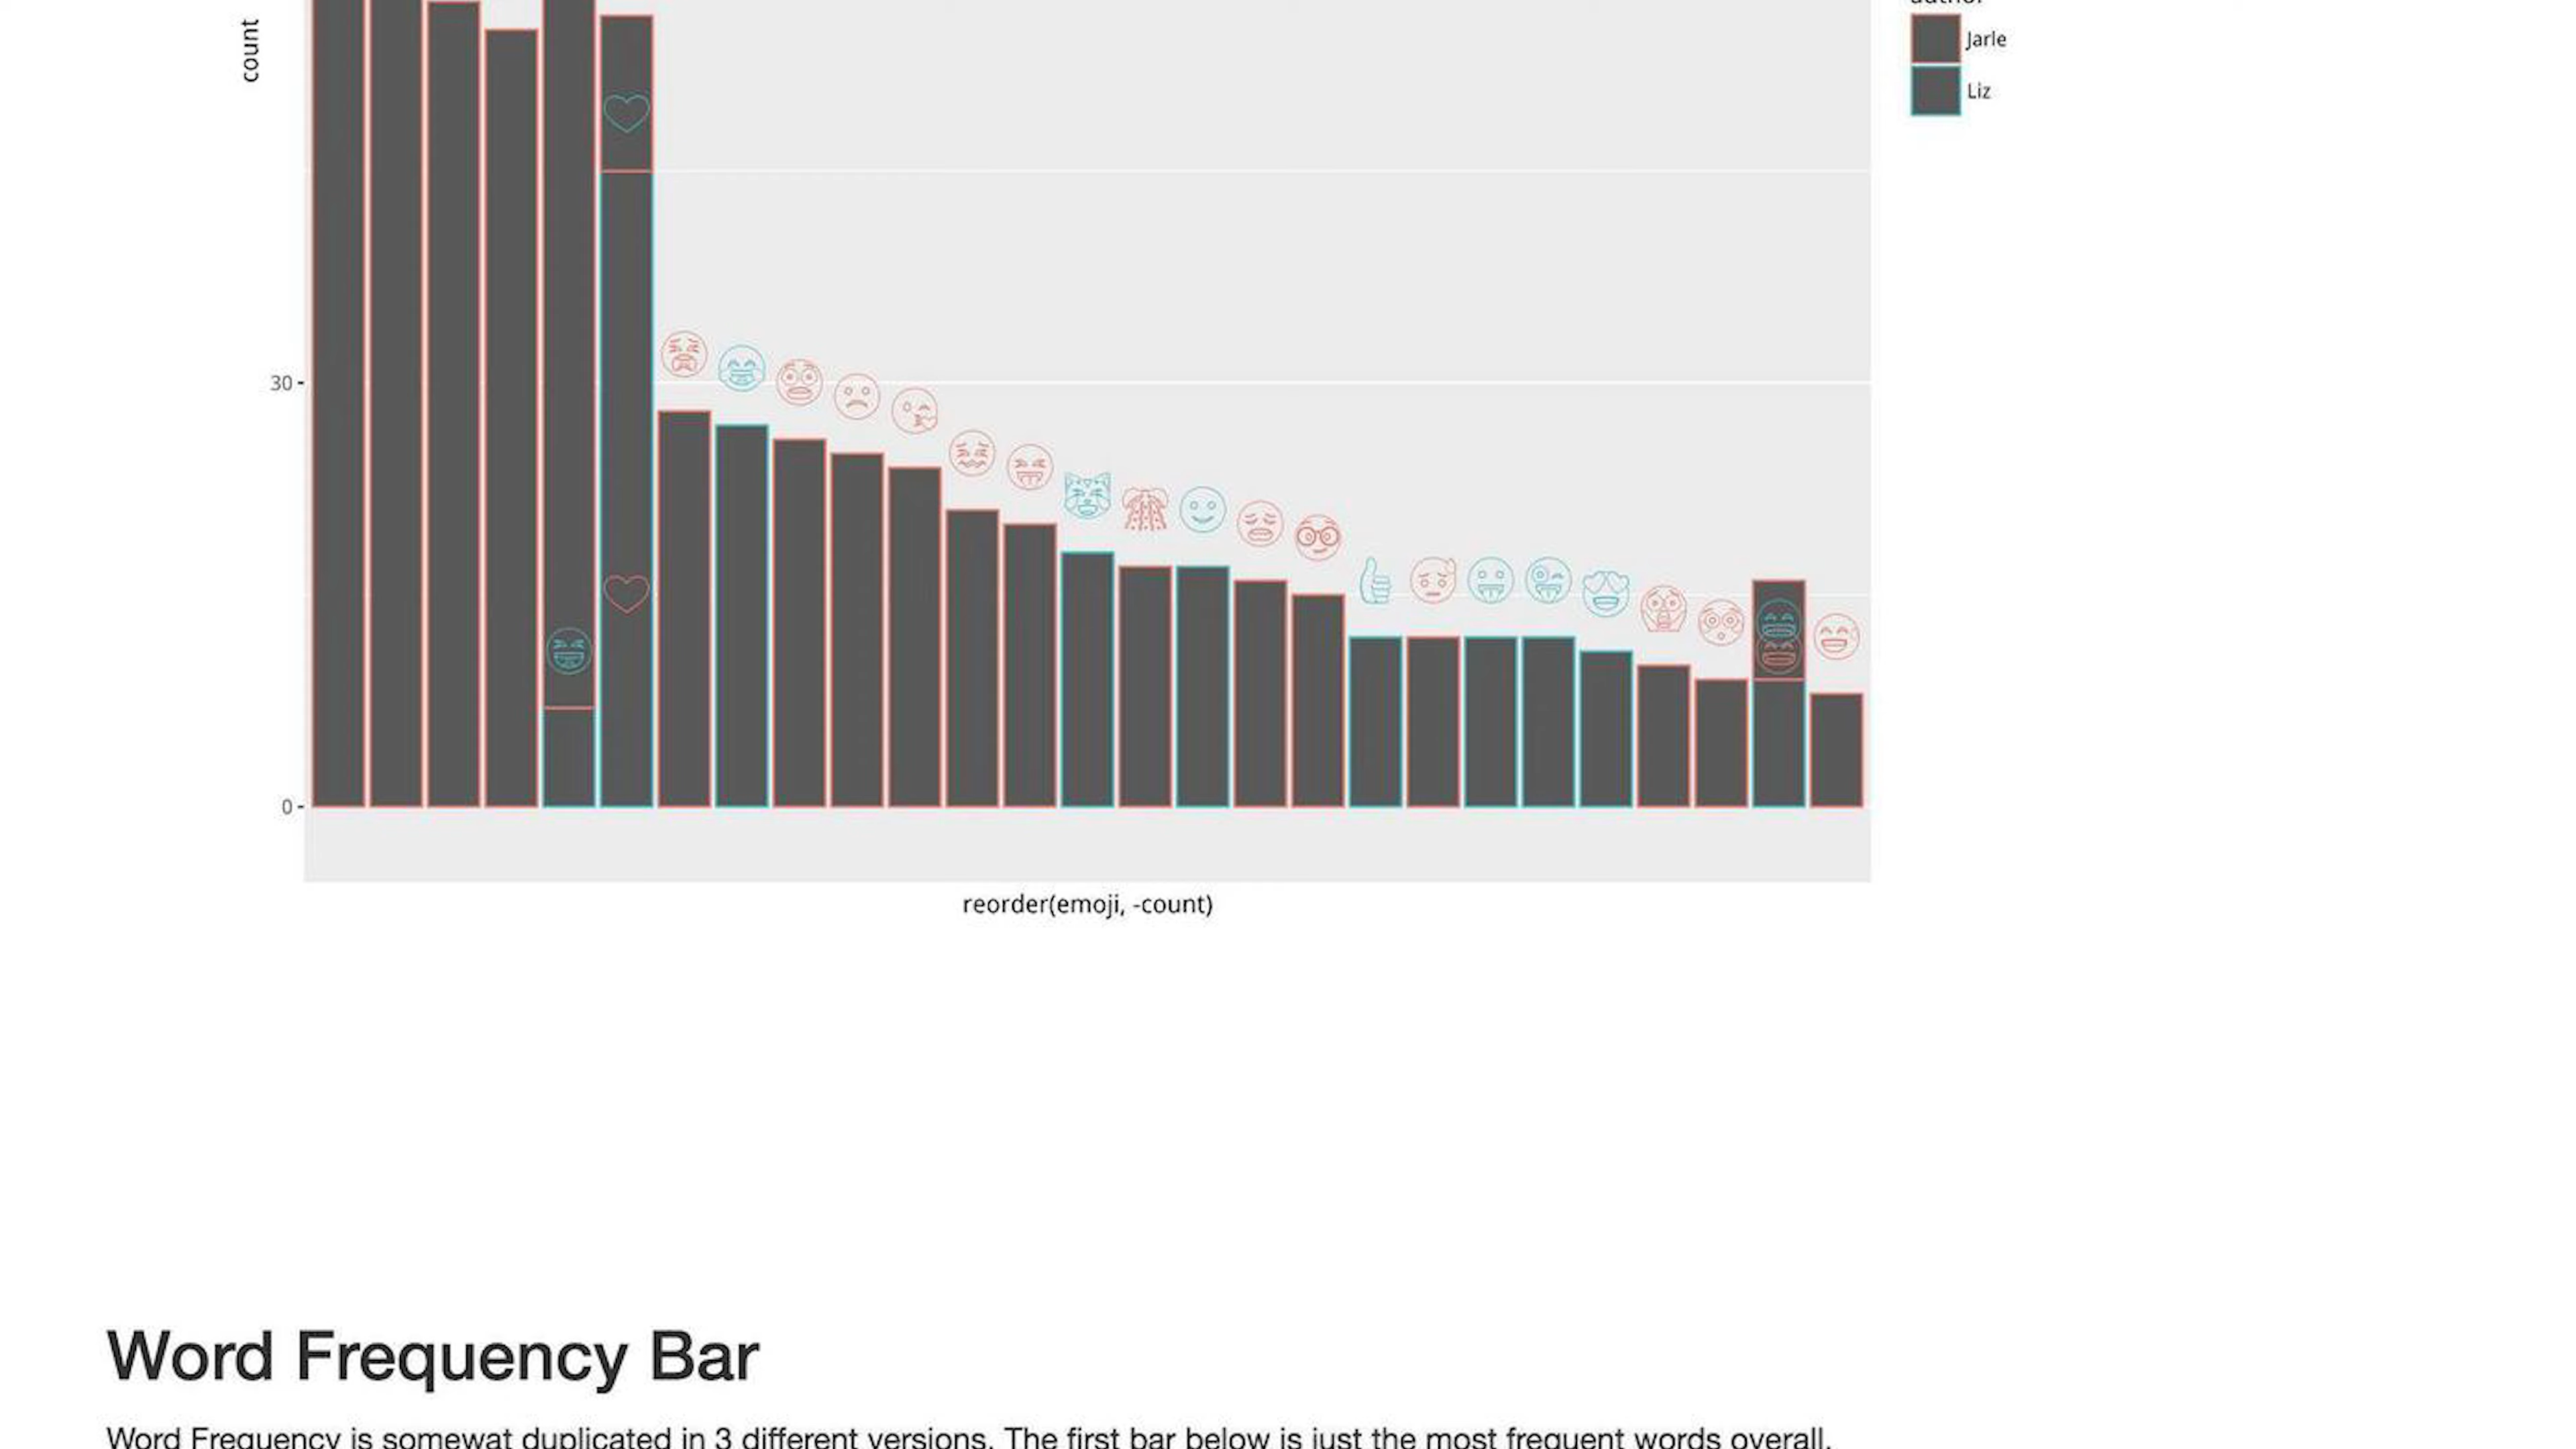 count
Jarle
Liz
30
0
reorder(emoji, -count)
Word Frequency Bar
Word Frequency is somewat duplicated in 3 different versions. The first bar below is just the most frequent words overall.